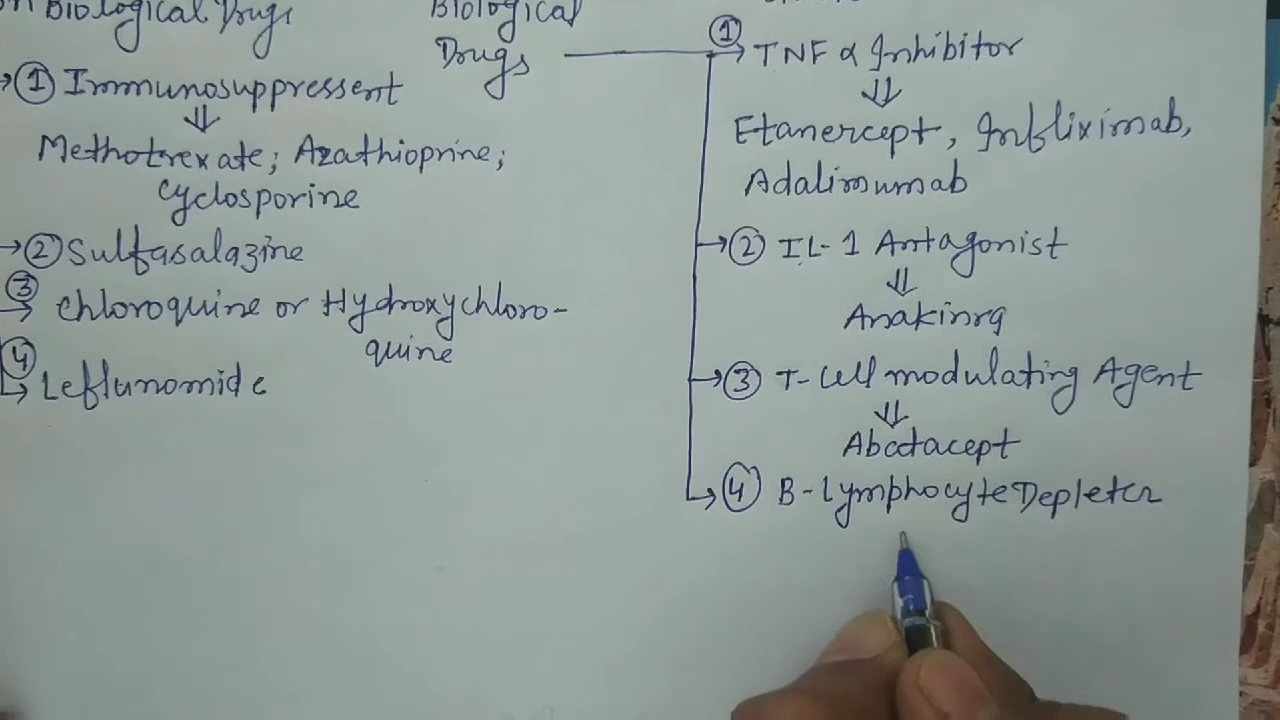 Biological Drugs
① Immunosuppressent
Methotrexate; Azathioprine;
Cyclosporine
② Sulfasalazine
③ Chloroquine or Hydroxychloro-
quine
④ Leflunomide
Biological
Drugs
① TNF α Inhibitor
Etanercept, Infliximab,
Adalimumab
② IL-1 Antagonist
Anakinra
③ T-Cell modulating Agent
Abatacept
④ B-Lymphocyte Depleter